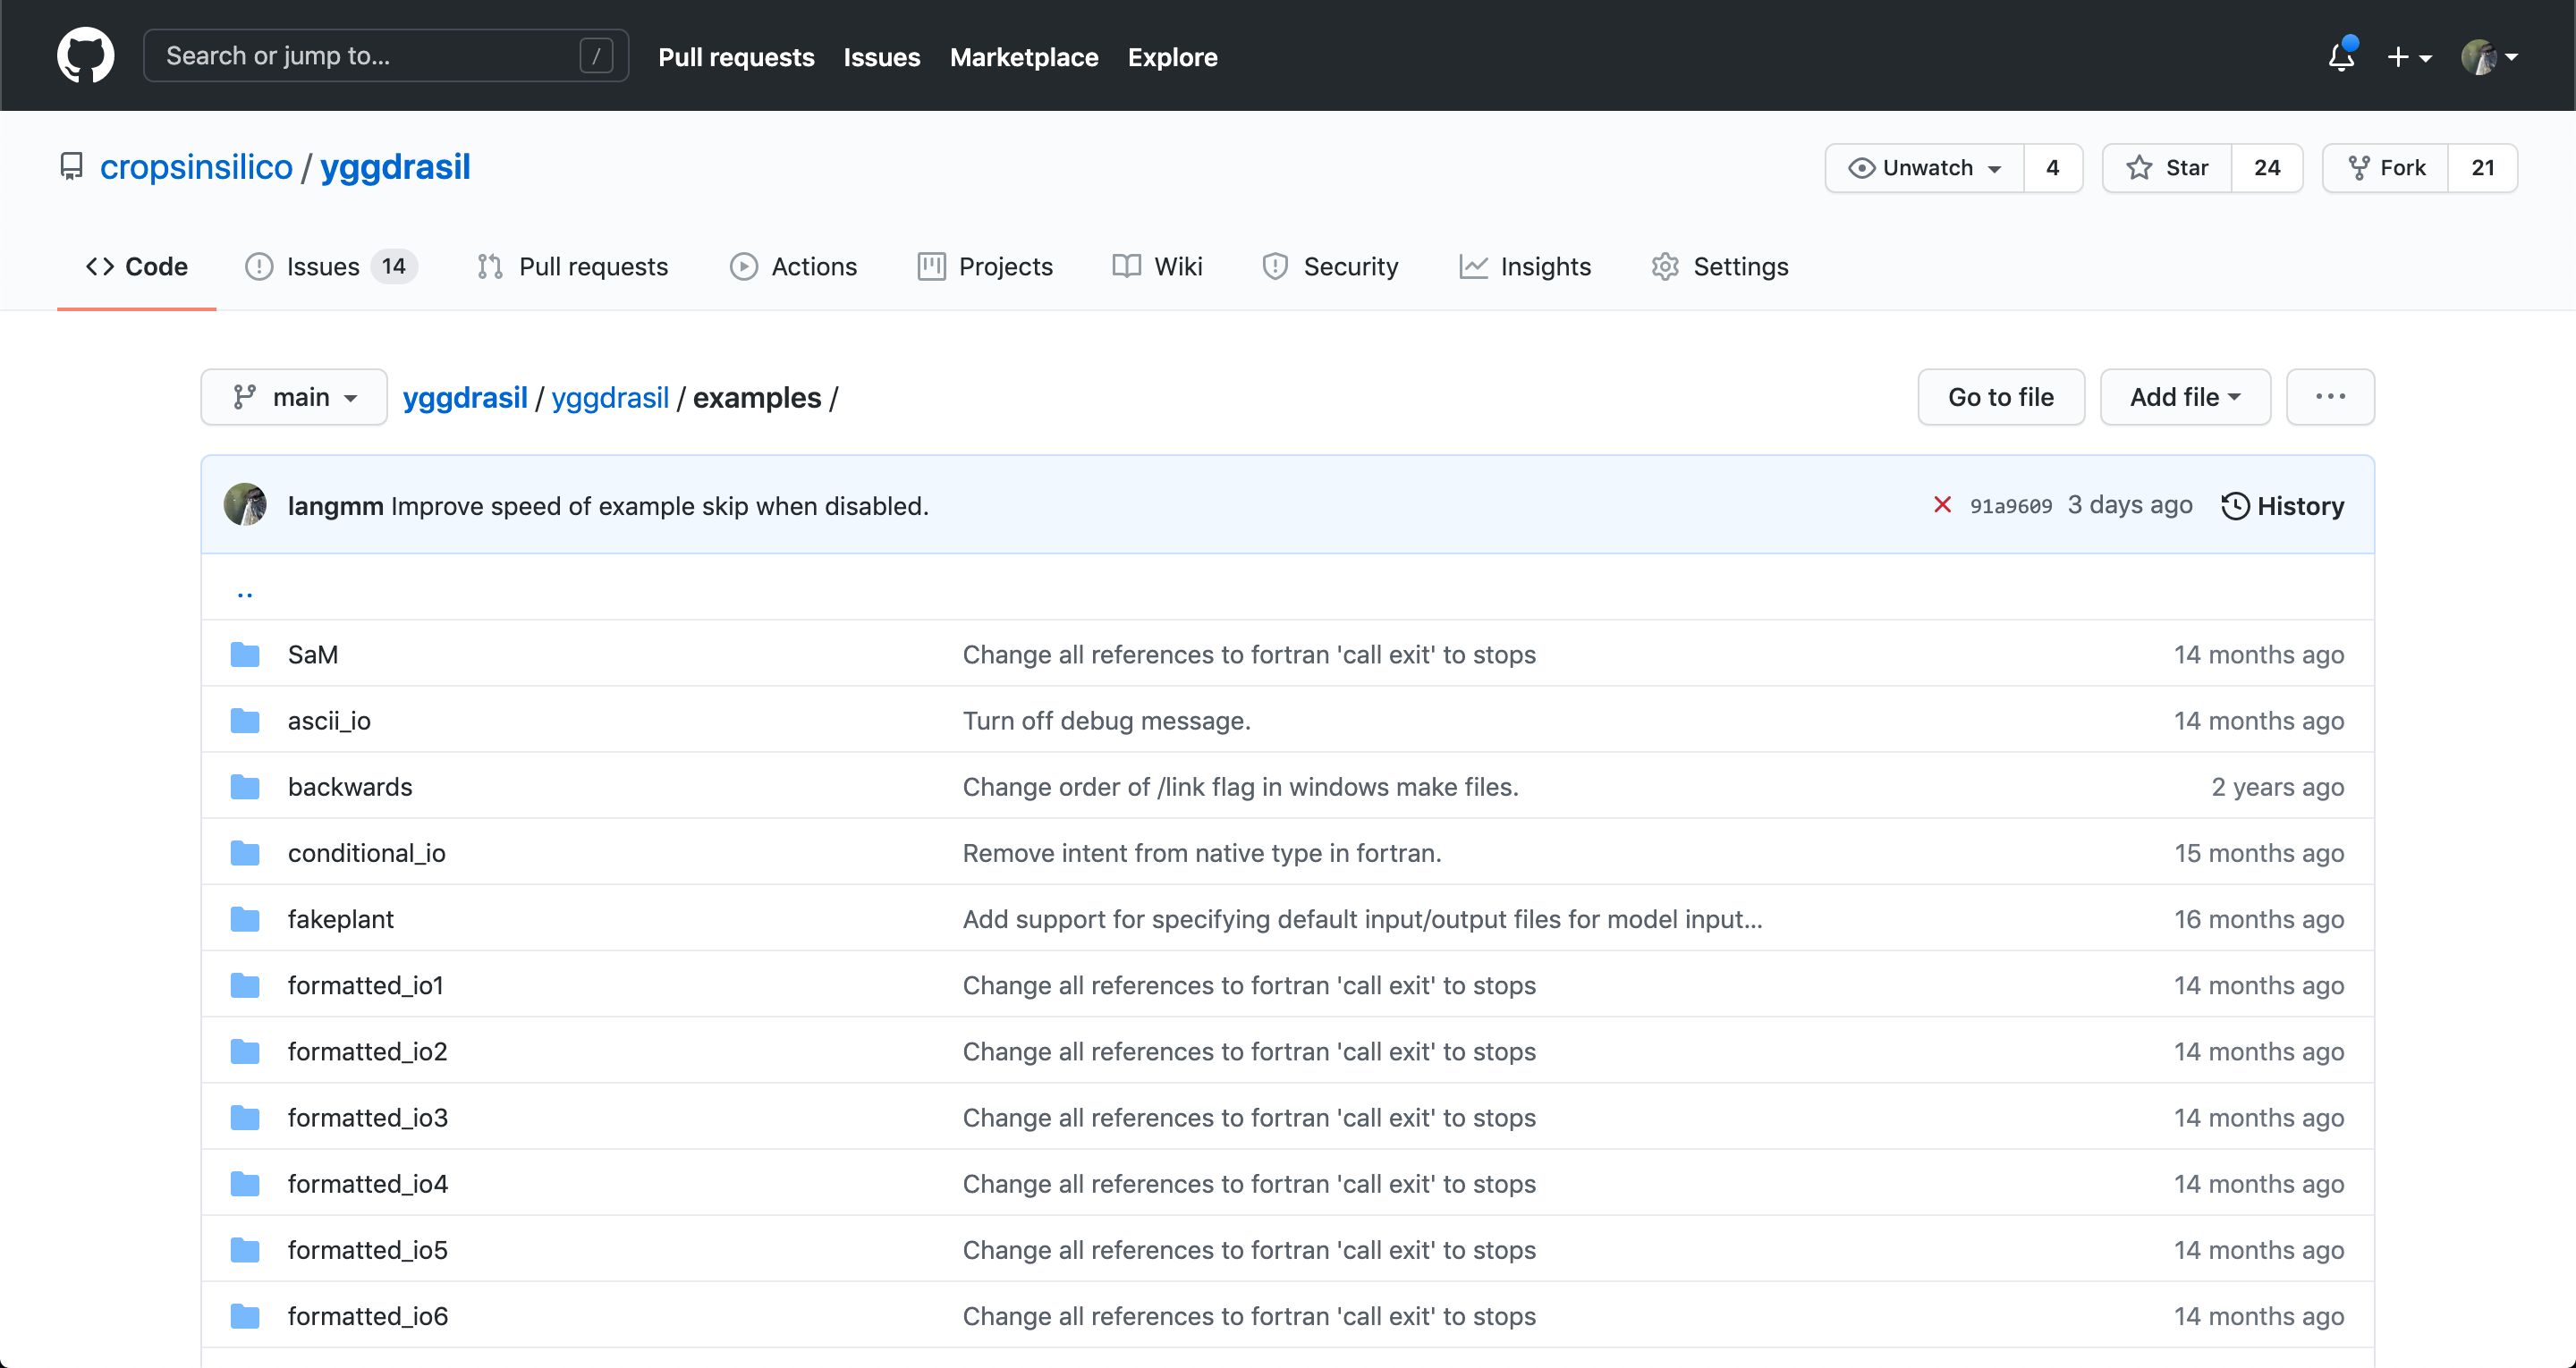 Search or jump to... / Pull requests Issues Marketplace Explore
cropsinsilico / yggdrasil Unwatch 4 Star 24 Fork 21
Code Issues 14 Pull requests Actions Projects Wiki Security Insights Settings
main yggdrasil / yggdrasil / examples / Go to file Add file ...
langmm Improve speed of example skip when disabled. 91a9609 3 days ago History
..
SaM Change all references to fortran 'call exit' to stops 14 months ago
ascii_io Turn off debug message. 14 months ago
backwards Change order of /link flag in windows make files. 2 years ago
conditional_io Remove intent from native type in fortran. 15 months ago
fakeplant Add support for specifying default input/output files for model input... 16 months ago
formatted_io1 Change all references to fortran 'call exit' to stops 14 months ago
formatted_io2 Change all references to fortran 'call exit' to stops 14 months ago
formatted_io3 Change all references to fortran 'call exit' to stops 14 months ago
formatted_io4 Change all references to fortran 'call exit' to stops 14 months ago
formatted_io5 Change all references to fortran 'call exit' to stops 14 months ago
formatted_io6 Change all references to fortran 'call exit' to stops 14 months ago